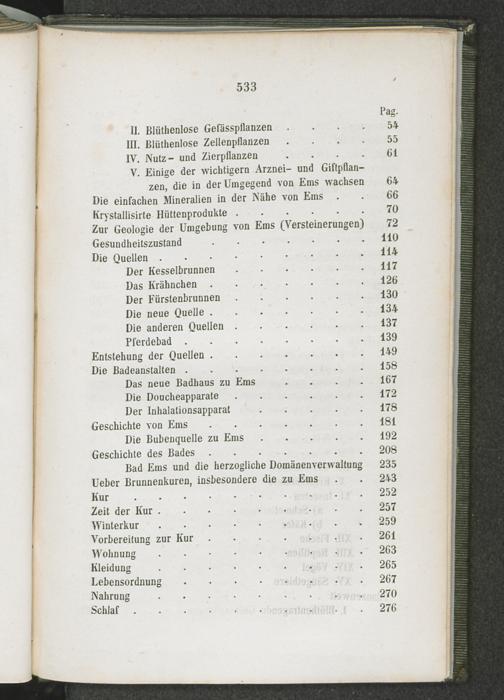 533
Pag.
II. Blüthenlose Gefässpflanzen . . . . 54
III. Blüthenlose Zellenpflanzen . . . . 55
IV. Nutz- und Zierpflanzen . . . . 61
V. Einige der wichtigern Arznei- und Giftpflan-
zen, die in der Umgegend von Ems wachsen 64
Die einfachen Mineralien in der Nähe von Ems . . 66
Krystallisirte Hüttenprodukte . . . . . 70
Zur Geologie der Umgebung von Ems (Versteinerungen) 72
Gesundheitszustand . . . . . . 110
Die Quellen . . . . . . . . 114
Der Kesselbrunnen . . . . . 117
Das Krähnchen . . . . . . 126
Der Fürstenbrunnen . . . . . 130
Die neue Quelle . . . . . . 134
Die anderen Quellen . . . . . 137
Pferdebad . . . . . . . 139
Entstehung der Quellen . . . . . . 149
Die Badeanstalten . . . . . . . 158
Das neue Badhaus zu Ems . . . . 167
Die Doucheapparate . . . . . 172
Der Inhalationsapparat . . . . . 178
Geschichte von Ems . . . . . . 181
Die Bubenquelle zu Ems . . . . 192
Geschichte des Bades . . . . . . 208
Bad Ems und die herzogliche Domänenverwaltung 235
Ueber Brunnenkuren, insbesondere die zu Ems . . 243
Kur . . . . . . . . 252
Zeit der Kur . . . . . . . . 257
Winterkur . . . . . . . 259
Vorbereitung zur Kur . . . . . . 261
Wohnung . . . . . . . 263
Kleidung . . . . . . . 265
Lebensordnung . . . . . . 267
Nahrung . . . . . . . 270
Schlaf . . . . . . . . 276